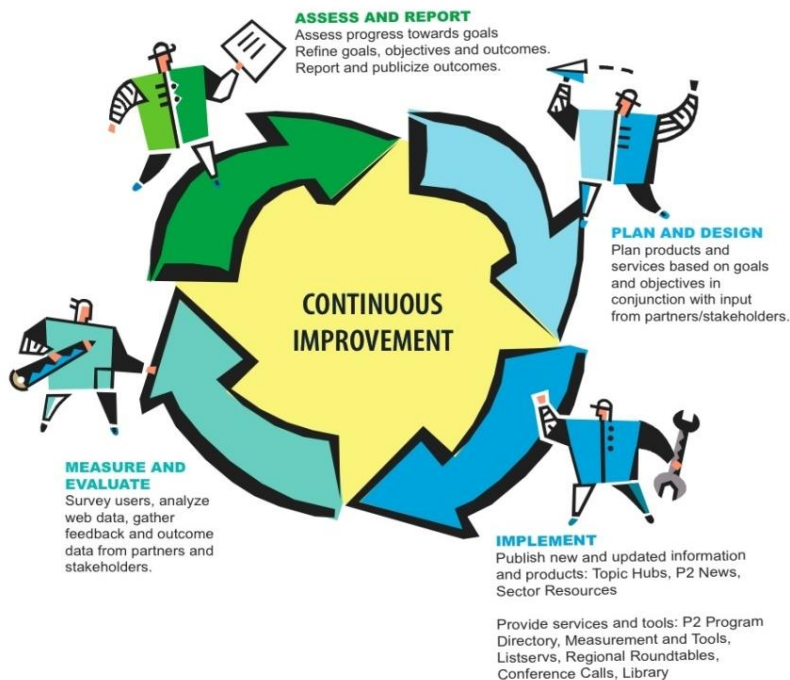 ASSESS AND REPORT
Assess progress towards goals
Refine goals, objectives and outcomes.
Report and publicize outcomes.
PLAN AND DESIGN
Plan products and
services based on goals
and objectives in
conjunction with input
from partners/stakeholders.
CONTINUOUS
IMPROVEMENT
MEASURE AND
EVALUATE
Survey users, analyze
web data, gather
feedback and outcome
data from partners and
stakeholders.
IMPLEMENT
Publish new and updated information
and products: Topic Hubs, P2 News,
Sector Resources
Provide services and tools: P2 Program
Directory, Measurement and Tools,
Listservs, Regional Roundtables,
Conference Calls, Library